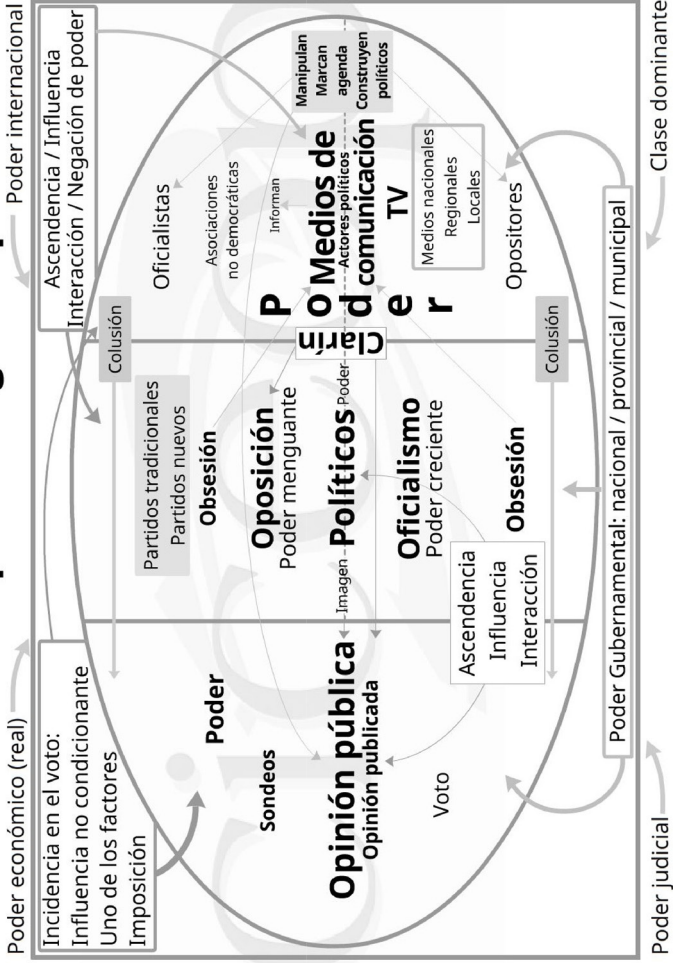 Poder económico (real)
Poder internacional
Incidencia en el voto:
Influencia no condicionante
Uno de los factores
Imposición
Ascendencia / Influencia
Interacción / Negación de poder
Colusión
Poder
Sondeos
Opinión pública
Opinión publicada
Voto
Partidos tradicionales
Partidos nuevos
Obsesión
Oposición
Poder menguante
Imagen
Políticos
Poder
Oficialismo
Poder creciente
Obsesión
Ascendencia
Influencia
Interacción
Clarín
Poder
Oficialistas
Asociaciones
no democráticas
Informan
Medios de
Actores políticos
comunicación
TV
Medios nacionales
Regionales
Locales
Opositores
Manipulan
Marcan
agenda
Construyen
políticos
Colusión
Poder Gubernamental: nacional / provincial / municipal
Poder judicial
Clase dominante